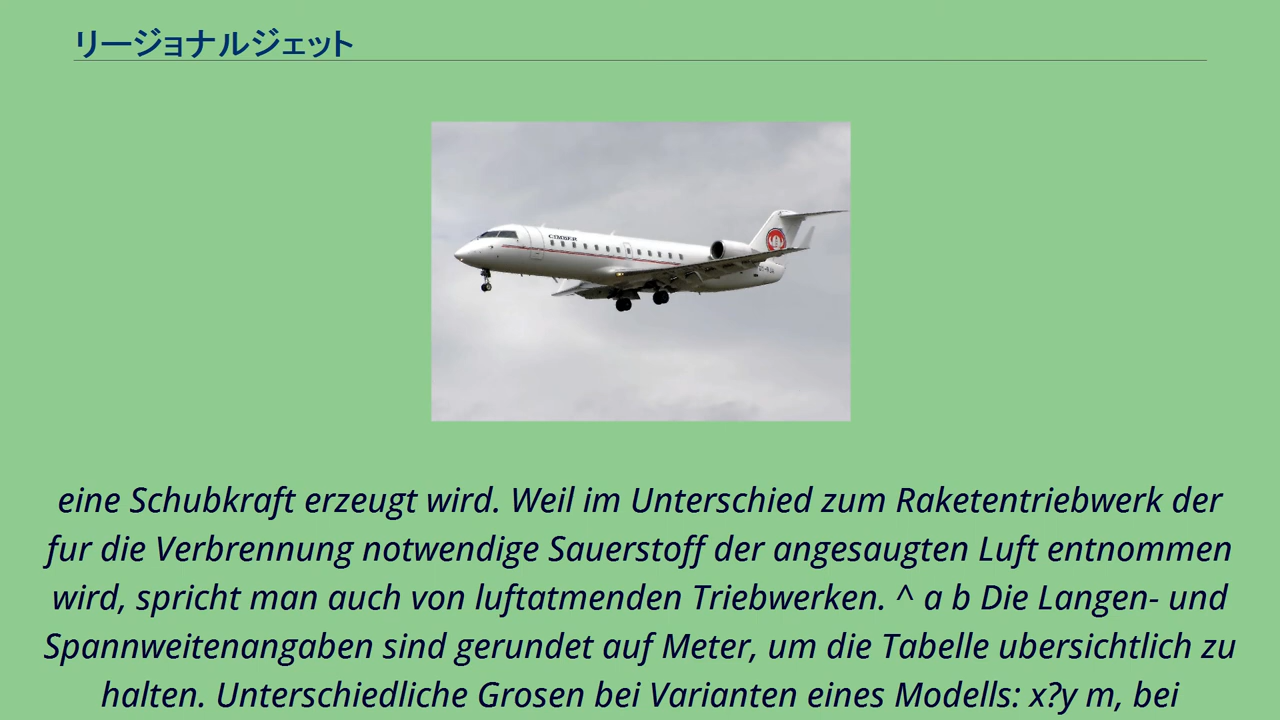 リージョナルジェット
CIMBER
eine Schubkraft erzeugt wird. Weil im Unterschied zum Raketentriebwerk der
fur die Verbrennung notwendige Sauerstoff der angesaugten Luft entnommen
wird, spricht man auch von luftatmenden Triebwerken. ^ a b Die Langen- und
Spannweitenangaben sind gerundet auf Meter, um die Tabelle ubersichtlich zu
halten. Unterschiedliche Grosen bei Varianten eines Modells: x?y m, bei